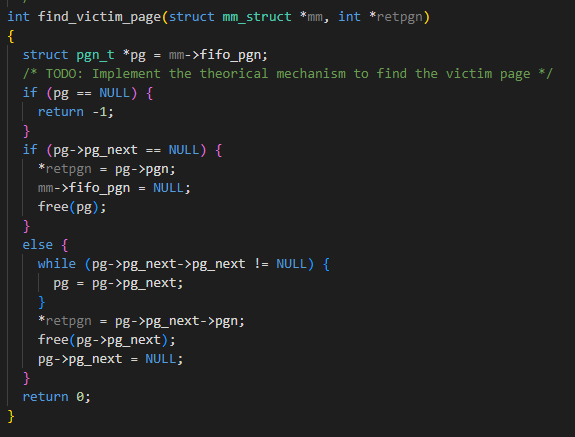 int find_victim_page(struct mm_struct *mm, int *retpgn)
{
  struct pgn_t *pg = mm->fifo_pgn;
  /* TODO: Implement the theorical mechanism to find the victim page */
  if (pg == NULL) {
    return -1;
  }
  if (pg->pg_next == NULL) {
    *retpgn = pg->pgn;
    mm->fifo_pgn = NULL;
    free(pg);
  }
  else {
    while (pg->pg_next->pg_next != NULL) {
      pg = pg->pg_next;
    }
    *retpgn = pg->pg_next->pgn;
    free(pg->pg_next);
    pg->pg_next = NULL;
  }
  return 0;
}